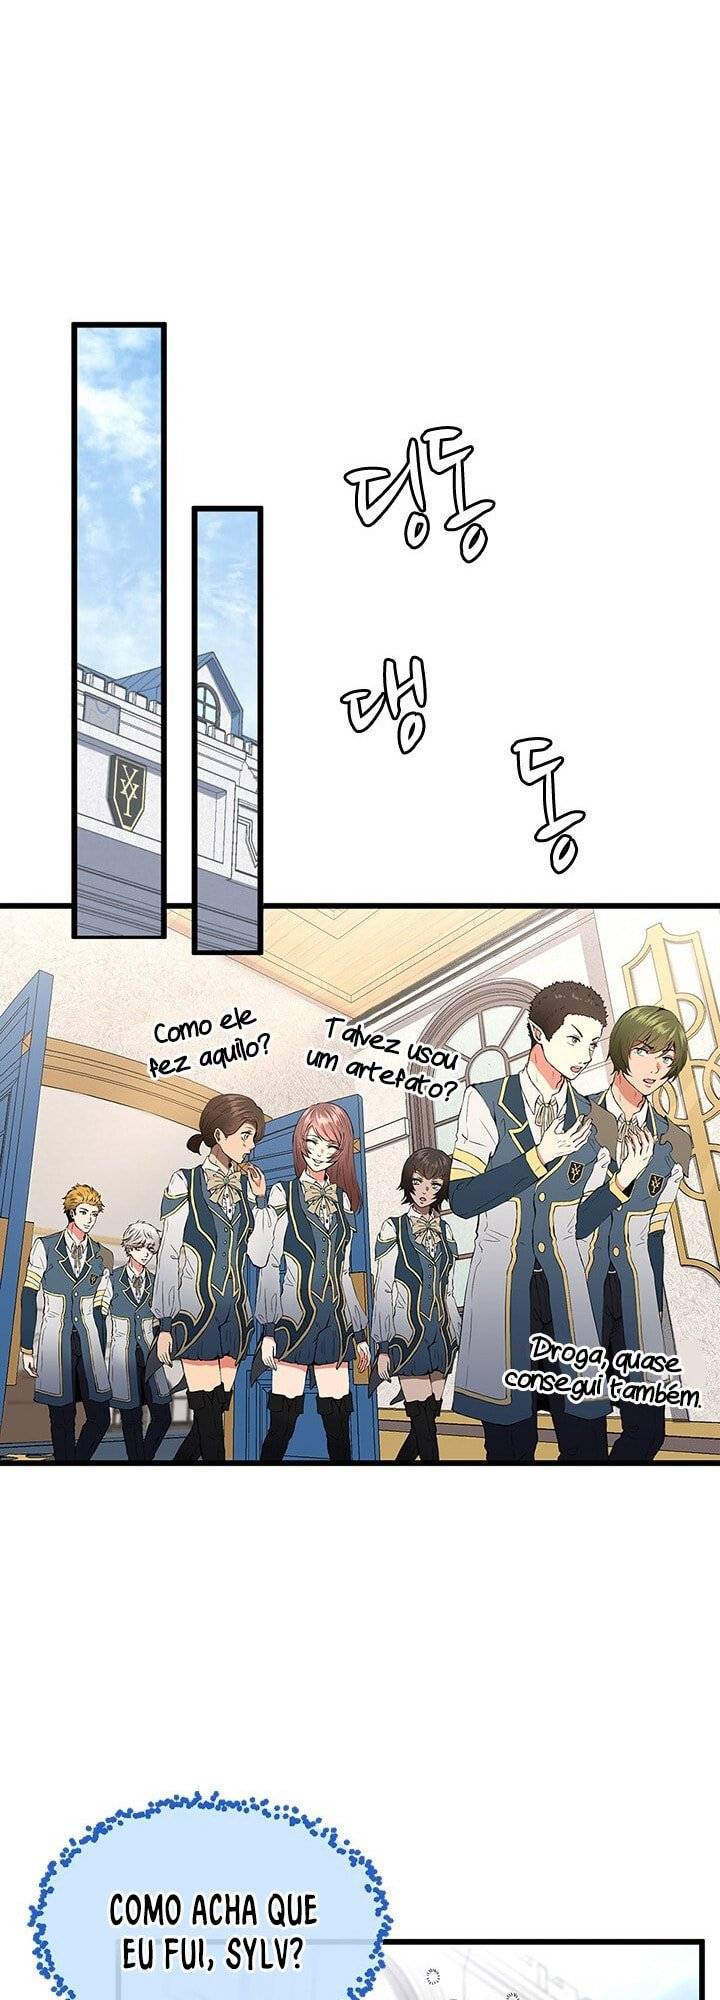 딩동
댕
동
Como ele
fez aquilo?
Talvez usou
um artefato?
Droga, quase
consegui também.
COMO ACHA QUE
EU FUI, SYLV?